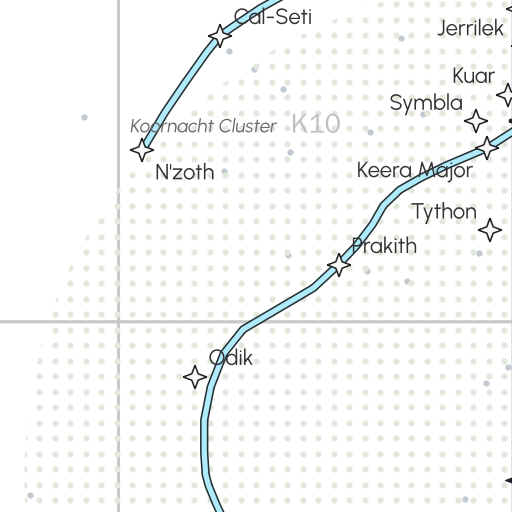 Cal-Seti
Jerrilek
Kuar
Symbla
Koornacht Cluster
K10
N'zoth
Keera Major
Tython
Prakith
Odik